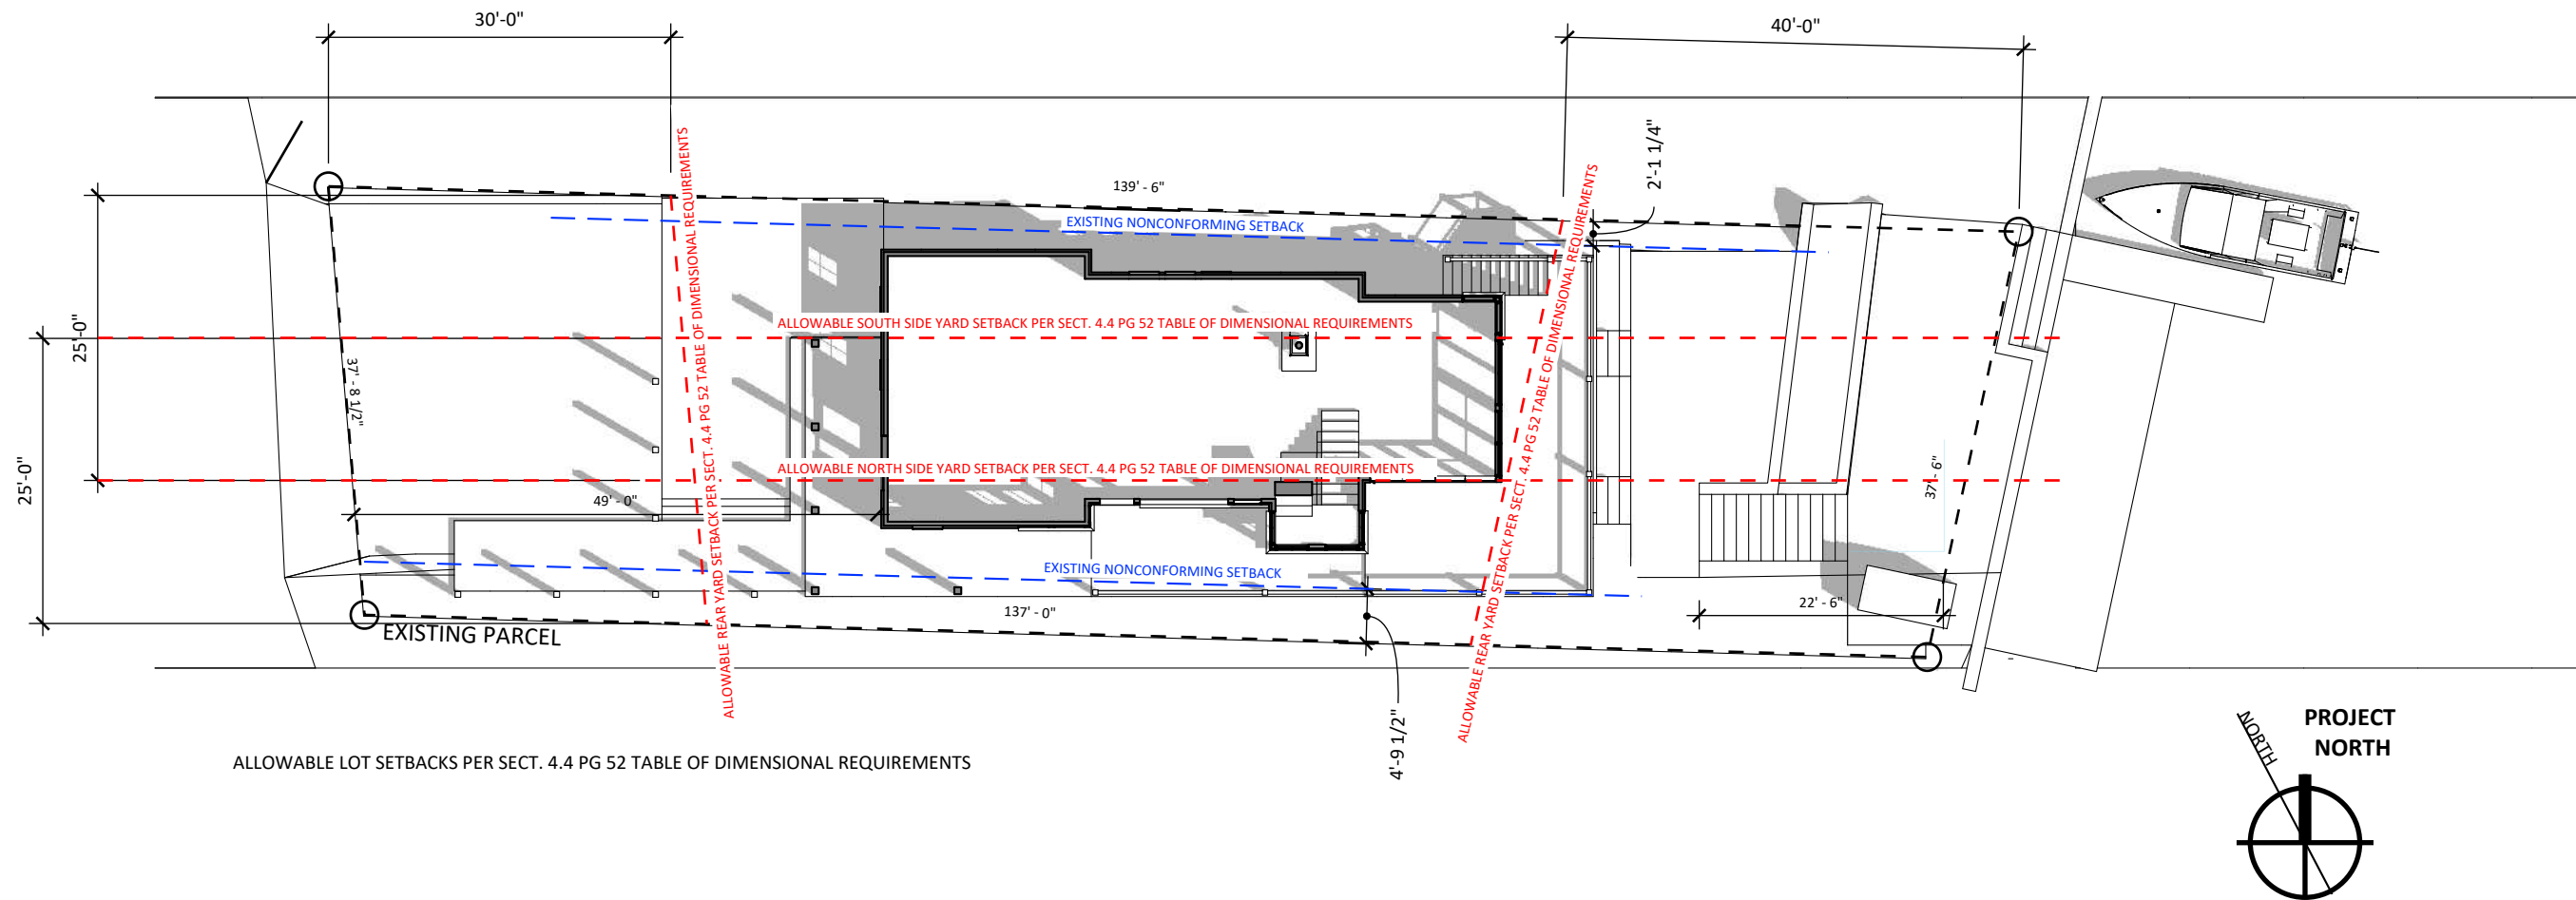 30'-0"
40'-0"
2'-1 1/4"
139' - 6"
EXISTING NONCONFORMING SETBACK
ALLOWABLE REAR YARD SETBACK PER SECT. 4.4 PG 52 TABLE OF DIMENSIONAL REQUIREMENTS
ALLOWABLE REAR YARD SETBACK PER SECT. 4.4 PG 52 TABLE OF DIMENSIONAL REQUIREMENTS
25'-0"
ALLOWABLE SOUTH SIDE YARD SETBACK PER SECT. 4.4 PG 52 TABLE OF DIMENSIONAL REQUIREMENTS
37' - 8 1/2"
25'-0"
ALLOWABLE NORTH SIDE YARD SETBACK PER SECT. 4.4 PG 52 TABLE OF DIMENSIONAL REQUIREMENTS
37' - 6"
49' - 0"
EXISTING NONCONFORMING SETBACK
137' - 0"
22' - 6"
EXISTING PARCEL
4'-9 1/2"
NORTH
PROJECT
NORTH
ALLOWABLE LOT SETBACKS PER SECT. 4.4 PG 52 TABLE OF DIMENSIONAL REQUIREMENTS